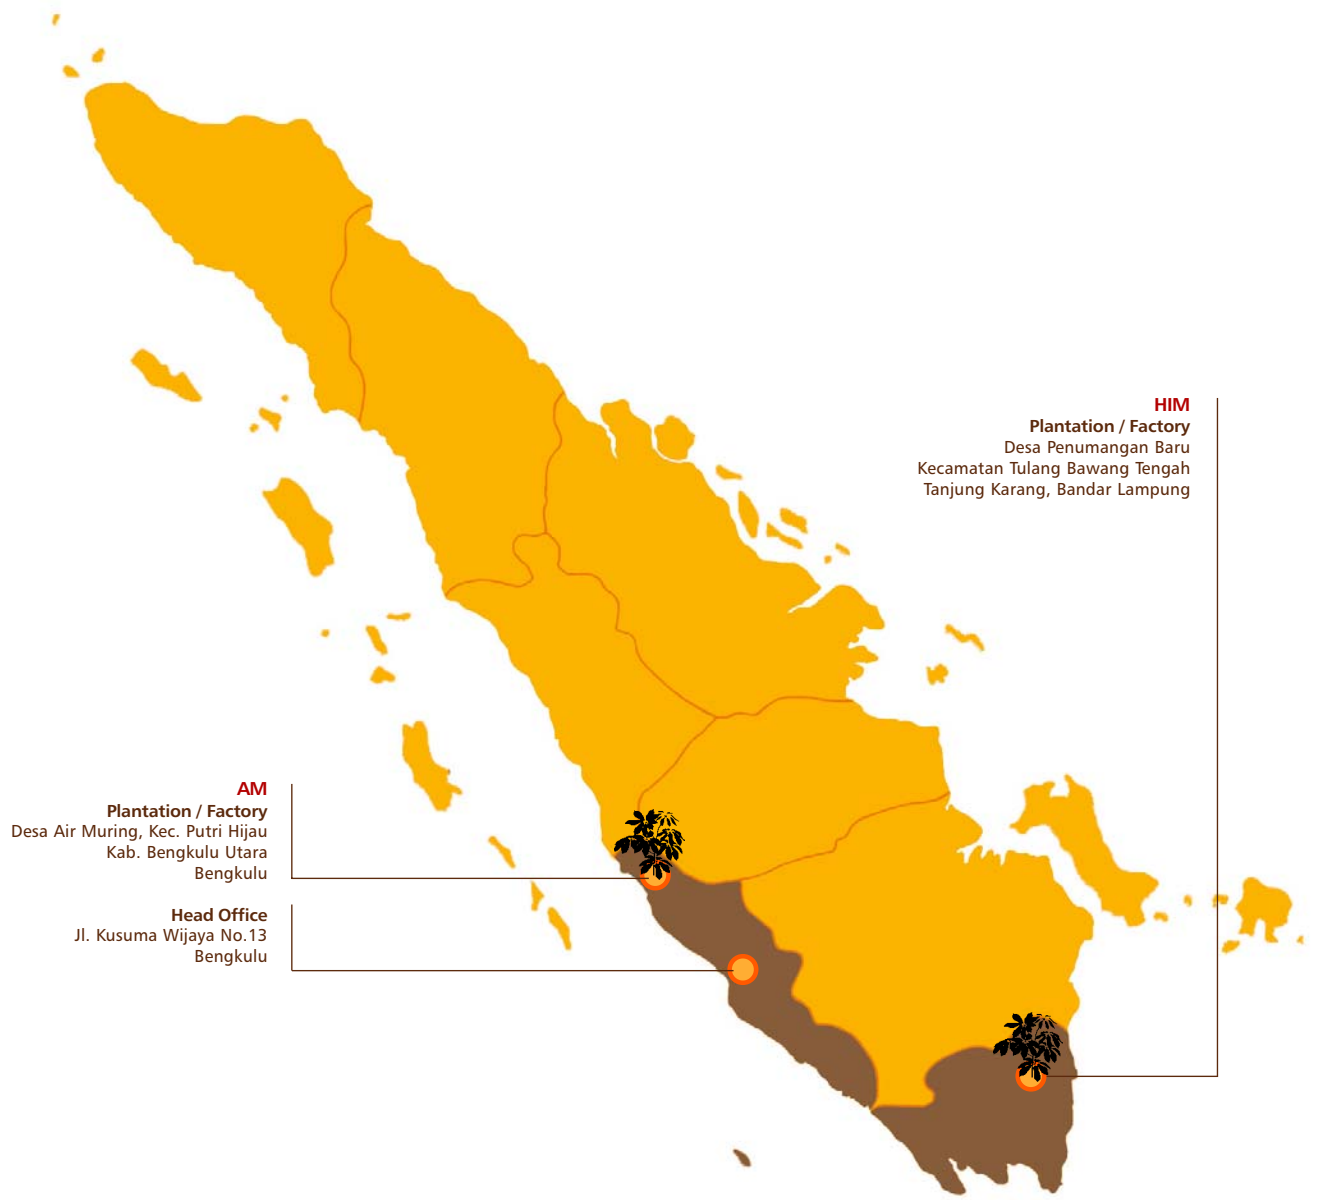 HIM
Plantation / Factory
Desa Penumangan Baru
Kecamatan Tulang Bawang Tengah
Tanjung Karang, Bandar Lampung
AM
Plantation / Factory
Desa Air Muring, Kec. Putri Hijau
Kab. Bengkulu Utara
Bengkulu
Head Office
Jl. Kusuma Wijaya No.13
Bengkulu